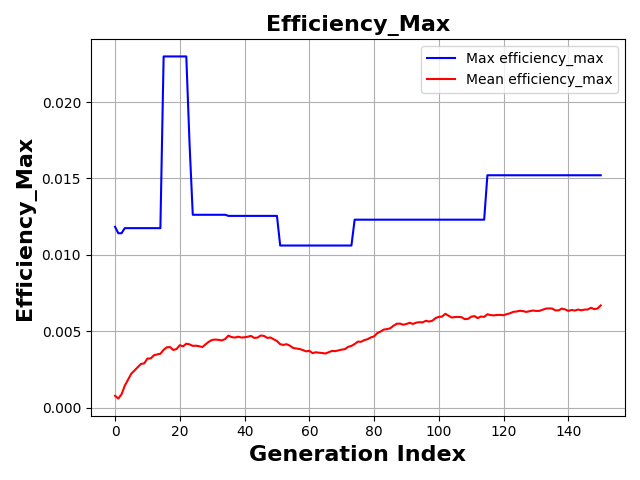 Efficiency_Max
Max efficiency_max
Mean efficiency_max
Efficiency_Max
0.020
0.015
0.010
0.005
0.000
0 20 40 60 80 100 120 140
Generation Index